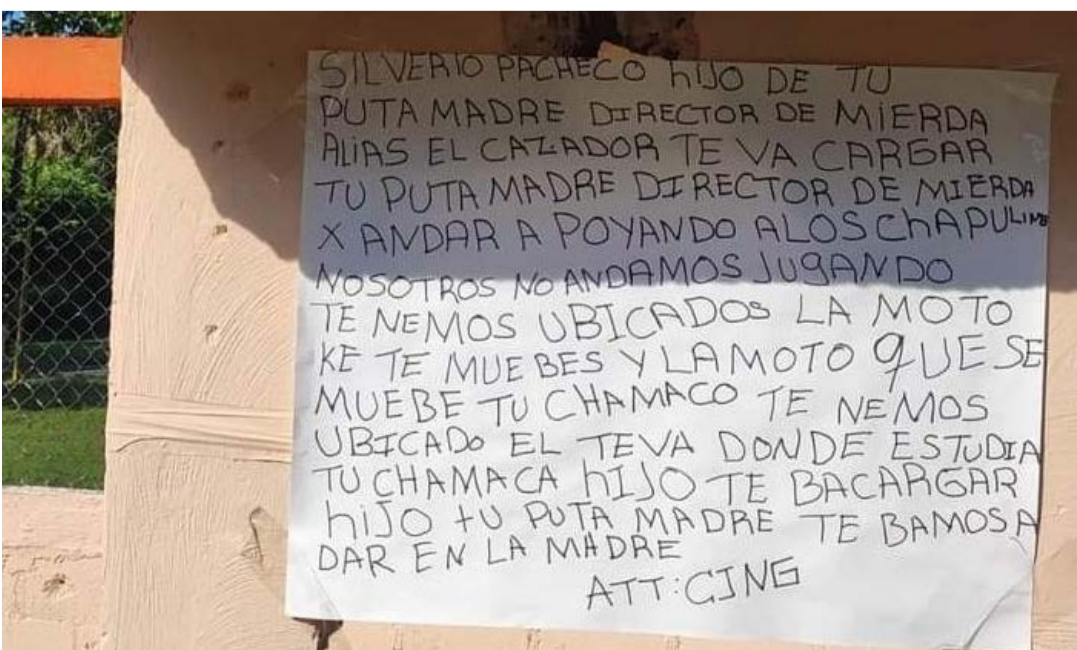 SILVERIO PACHECO hIJO DE TU
PUTA MADRE DIRECTOR DE MIERDA
ALIAS EL CAZADOR TE VA CARGAR
TU PUTA MADRE DIRECTOR DE MIERDA
X ANDAR A POYANDO ALOS ChAPULINES
NOSOTROS NO ANDAMOS JUGANDO
TE NEMOS UBICADOS LA MOTO
KE TE MUEBES Y LA MOTO QUE SE
MUEBE TU CHAMACO TE NEMOS
UBICADO EL TEVA DONDE ESTUDIA
TU CHAMACA hIJO TE BACARGAR
hIJO tU PUTA MADRE TE BAMOS A
DAR EN LA MADRE
ATT: CJNG